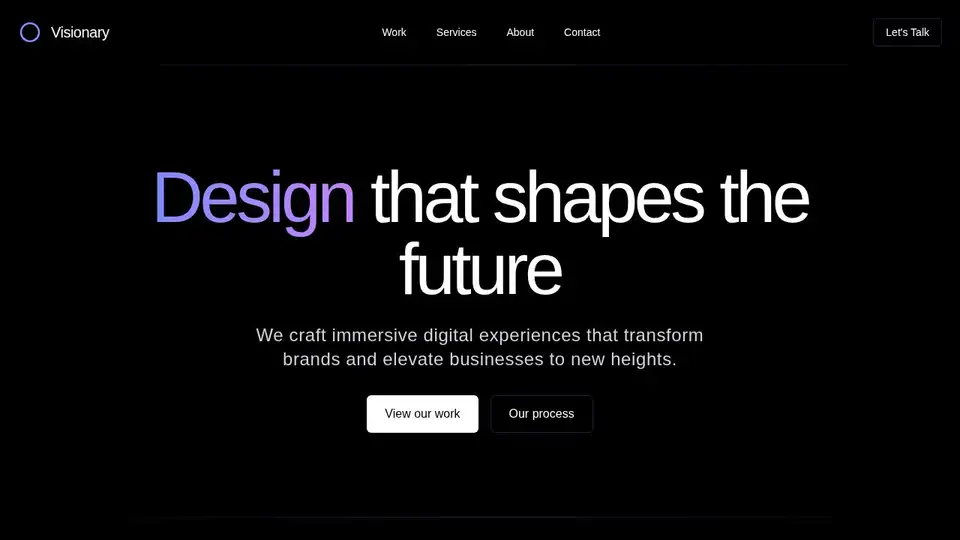 Visionary
Work
Services
About
Contact
Let's Talk
Design that shapes the
future
We craft immersive digital experiences that transform
brands and elevate businesses to new heights.
View our work
Our process